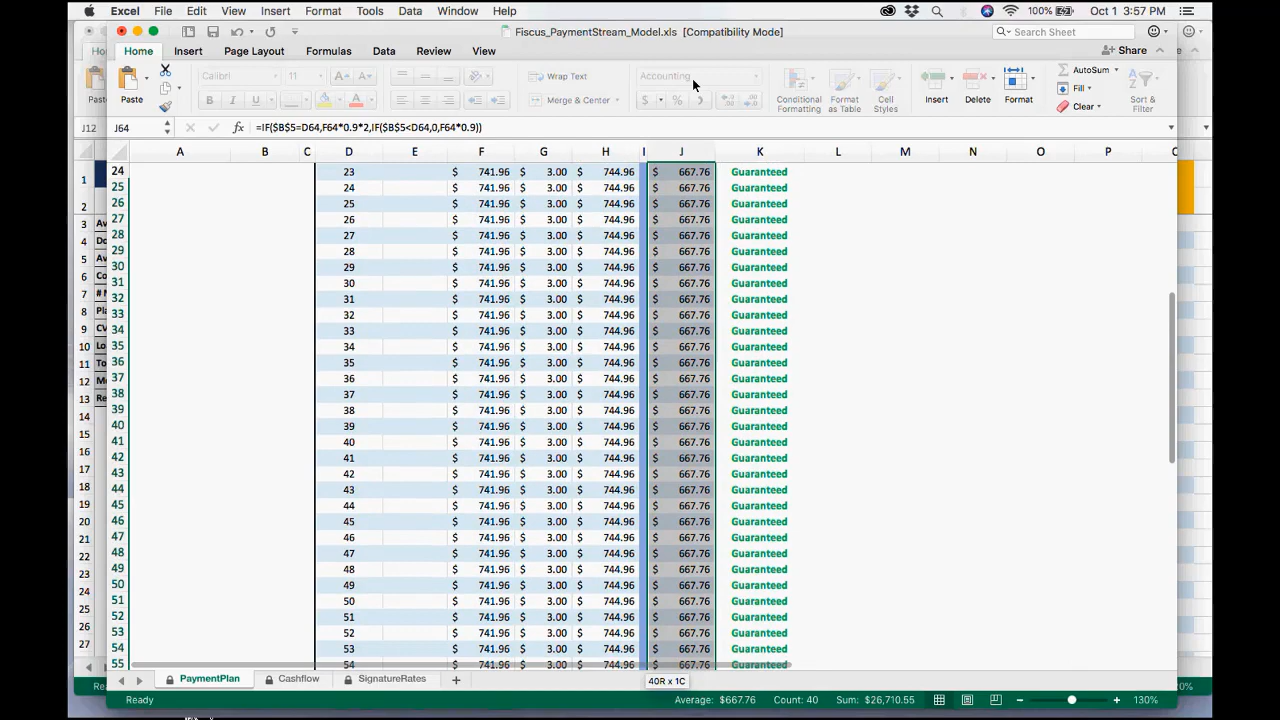 Excel File Edit View Insert Format Tools Data Window Help 100% Oct 1 3:57 PM
Fiscus_PaymentStream_Model.xls [Compatibility Mode] Search Sheet
Home Insert Page Layout Formulas Data Review View Share
Calibri 11 Wrap Text Accounting AutoSum
Fill
Paste Merge & Center $ % Conditional Formatting Format as Table Cell Styles Insert Delete Format Clear Sort & Filter
J12 J64 fx =IF($B$5=D64,F64*0.9*2,IF($B$5<D64,0,F64*0.9))
A B C D E F G H I J K L M N O P
24 23 $ 741.96 $ 3.00 $ 744.96 $ 667.76 Guaranteed
25 24 $ 741.96 $ 3.00 $ 744.96 $ 667.76 Guaranteed
26 25 $ 741.96 $ 3.00 $ 744.96 $ 667.76 Guaranteed
27 26 $ 741.96 $ 3.00 $ 744.96 $ 667.76 Guaranteed
28 27 $ 741.96 $ 3.00 $ 744.96 $ 667.76 Guaranteed
29 28 $ 741.96 $ 3.00 $ 744.96 $ 667.76 Guaranteed
30 29 $ 741.96 $ 3.00 $ 744.96 $ 667.76 Guaranteed
31 30 $ 741.96 $ 3.00 $ 744.96 $ 667.76 Guaranteed
32 31 $ 741.96 $ 3.00 $ 744.96 $ 667.76 Guaranteed
33 32 $ 741.96 $ 3.00 $ 744.96 $ 667.76 Guaranteed
34 33 $ 741.96 $ 3.00 $ 744.96 $ 667.76 Guaranteed
35 34 $ 741.96 $ 3.00 $ 744.96 $ 667.76 Guaranteed
36 35 $ 741.96 $ 3.00 $ 744.96 $ 667.76 Guaranteed
37 36 $ 741.96 $ 3.00 $ 744.96 $ 667.76 Guaranteed
38 37 $ 741.96 $ 3.00 $ 744.96 $ 667.76 Guaranteed
39 38 $ 741.96 $ 3.00 $ 744.96 $ 667.76 Guaranteed
40 39 $ 741.96 $ 3.00 $ 744.96 $ 667.76 Guaranteed
41 40 $ 741.96 $ 3.00 $ 744.96 $ 667.76 Guaranteed
42 41 $ 741.96 $ 3.00 $ 744.96 $ 667.76 Guaranteed
43 42 $ 741.96 $ 3.00 $ 744.96 $ 667.76 Guaranteed
44 43 $ 741.96 $ 3.00 $ 744.96 $ 667.76 Guaranteed
45 44 $ 741.96 $ 3.00 $ 744.96 $ 667.76 Guaranteed
46 45 $ 741.96 $ 3.00 $ 744.96 $ 667.76 Guaranteed
47 46 $ 741.96 $ 3.00 $ 744.96 $ 667.76 Guaranteed
48 47 $ 741.96 $ 3.00 $ 744.96 $ 667.76 Guaranteed
49 48 $ 741.96 $ 3.00 $ 744.96 $ 667.76 Guaranteed
50 49 $ 741.96 $ 3.00 $ 744.96 $ 667.76 Guaranteed
51 50 $ 741.96 $ 3.00 $ 744.96 $ 667.76 Guaranteed
52 51 $ 741.96 $ 3.00 $ 744.96 $ 667.76 Guaranteed
53 52 $ 741.96 $ 3.00 $ 744.96 $ 667.76 Guaranteed
54 53 $ 741.96 $ 3.00 $ 744.96 $ 667.76 Guaranteed
55 54 $ 741.96 $ 3.00 $ 744.96 $ 667.76 Guaranteed
PaymentPlan Cashflow SignatureRates + 40R x 1C
Ready Average: $667.76 Count: 40 Sum: $26,710.55 130%